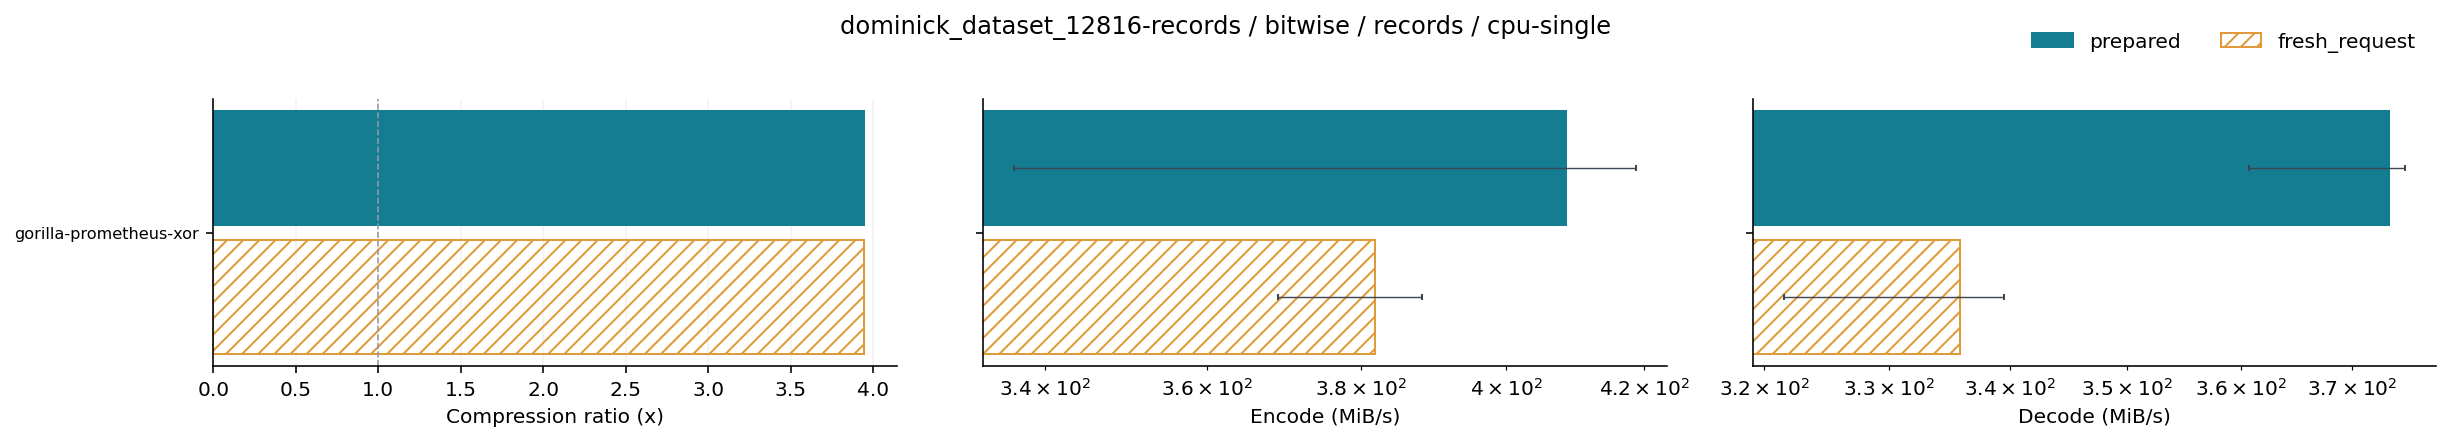 dominick_dataset_12816-records / bitwise / records / cpu-single
prepared
fresh_request
gorilla-prometheus-xor
0.0 0.5 1.0 1.5 2.0 2.5 3.0 3.5 4.0
Compression ratio (x)
3.4 × 10² 3.6 × 10² 3.8 × 10² 4 × 10² 4.2 × 10²
Encode (MiB/s)
3.2 × 10² 3.3 × 10² 3.4 × 10² 3.5 × 10² 3.6 × 10² 3.7 × 10²
Decode (MiB/s)